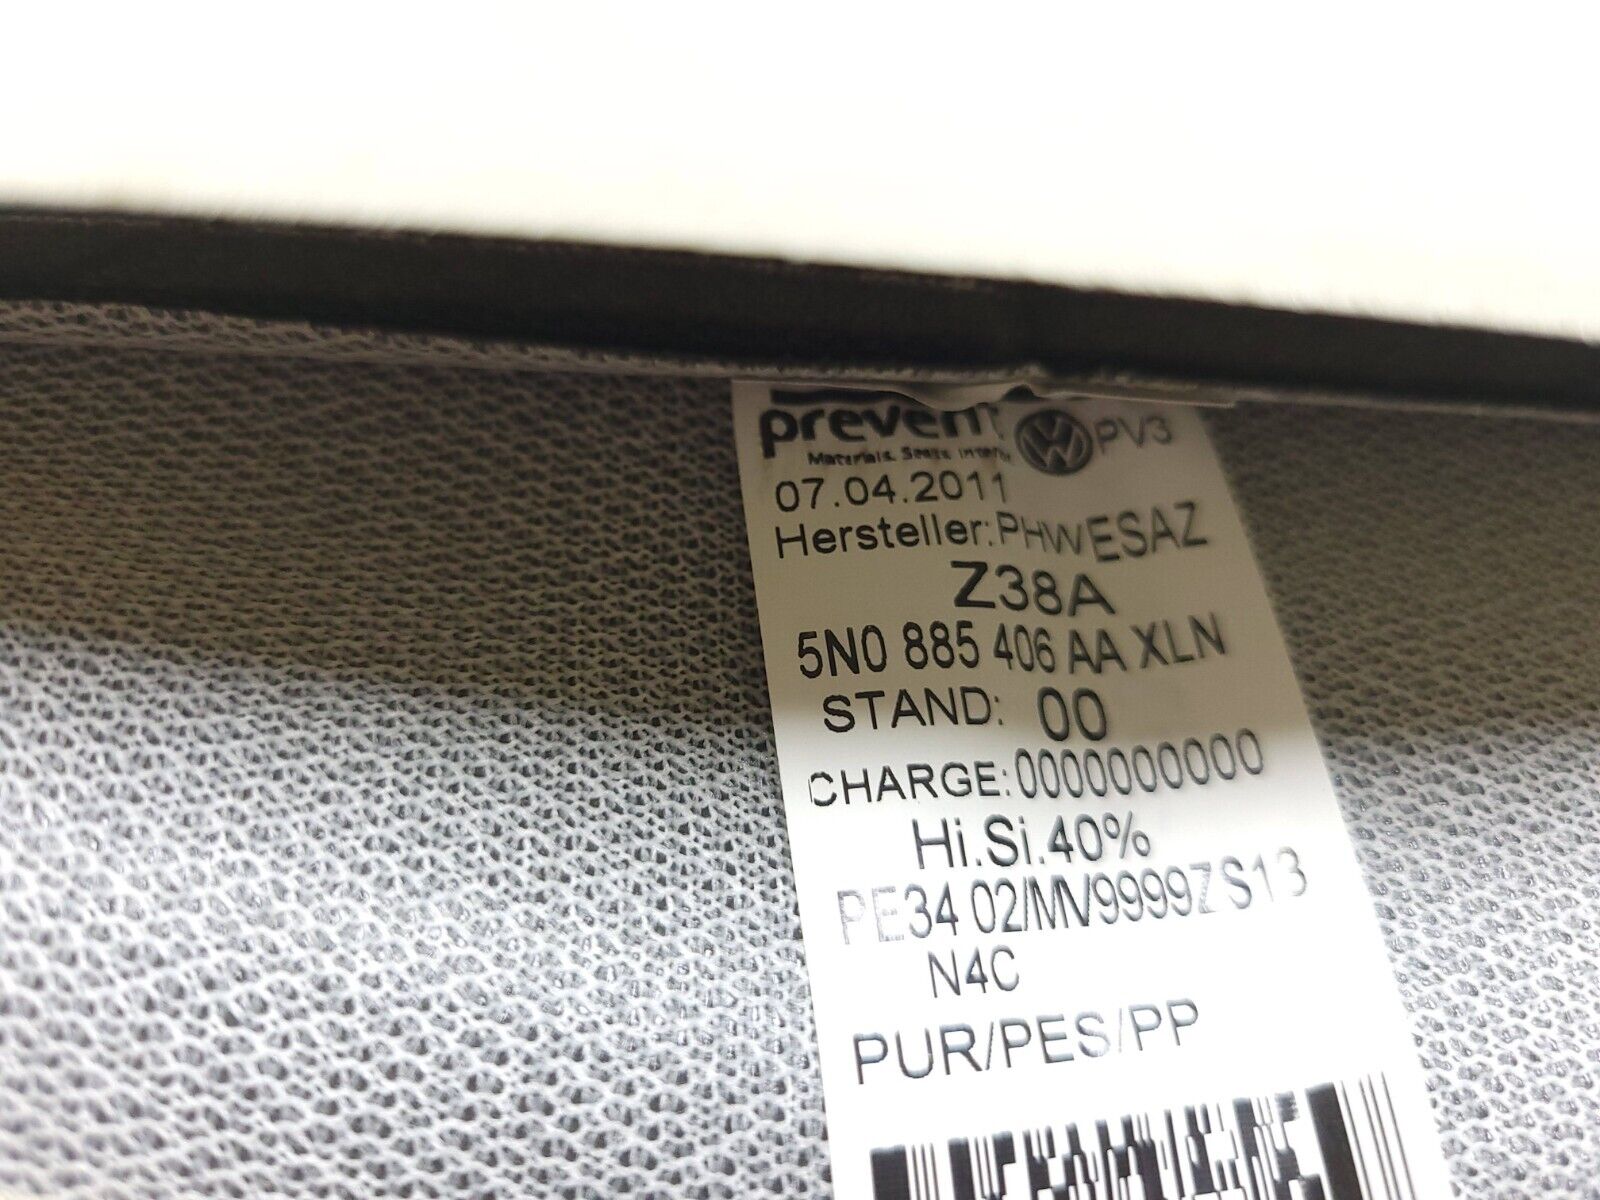 prevent PV3
Materials. Seats. Interi
07.04.2011
Hersteller:PHWESAZ
Z38A
5N0 885 406 AA XLN
STAND: 00
CHARGE:0000000000
Hi.Si.40%
PE34 02/MV9999ZS13
N4C
PUR/PES/PP